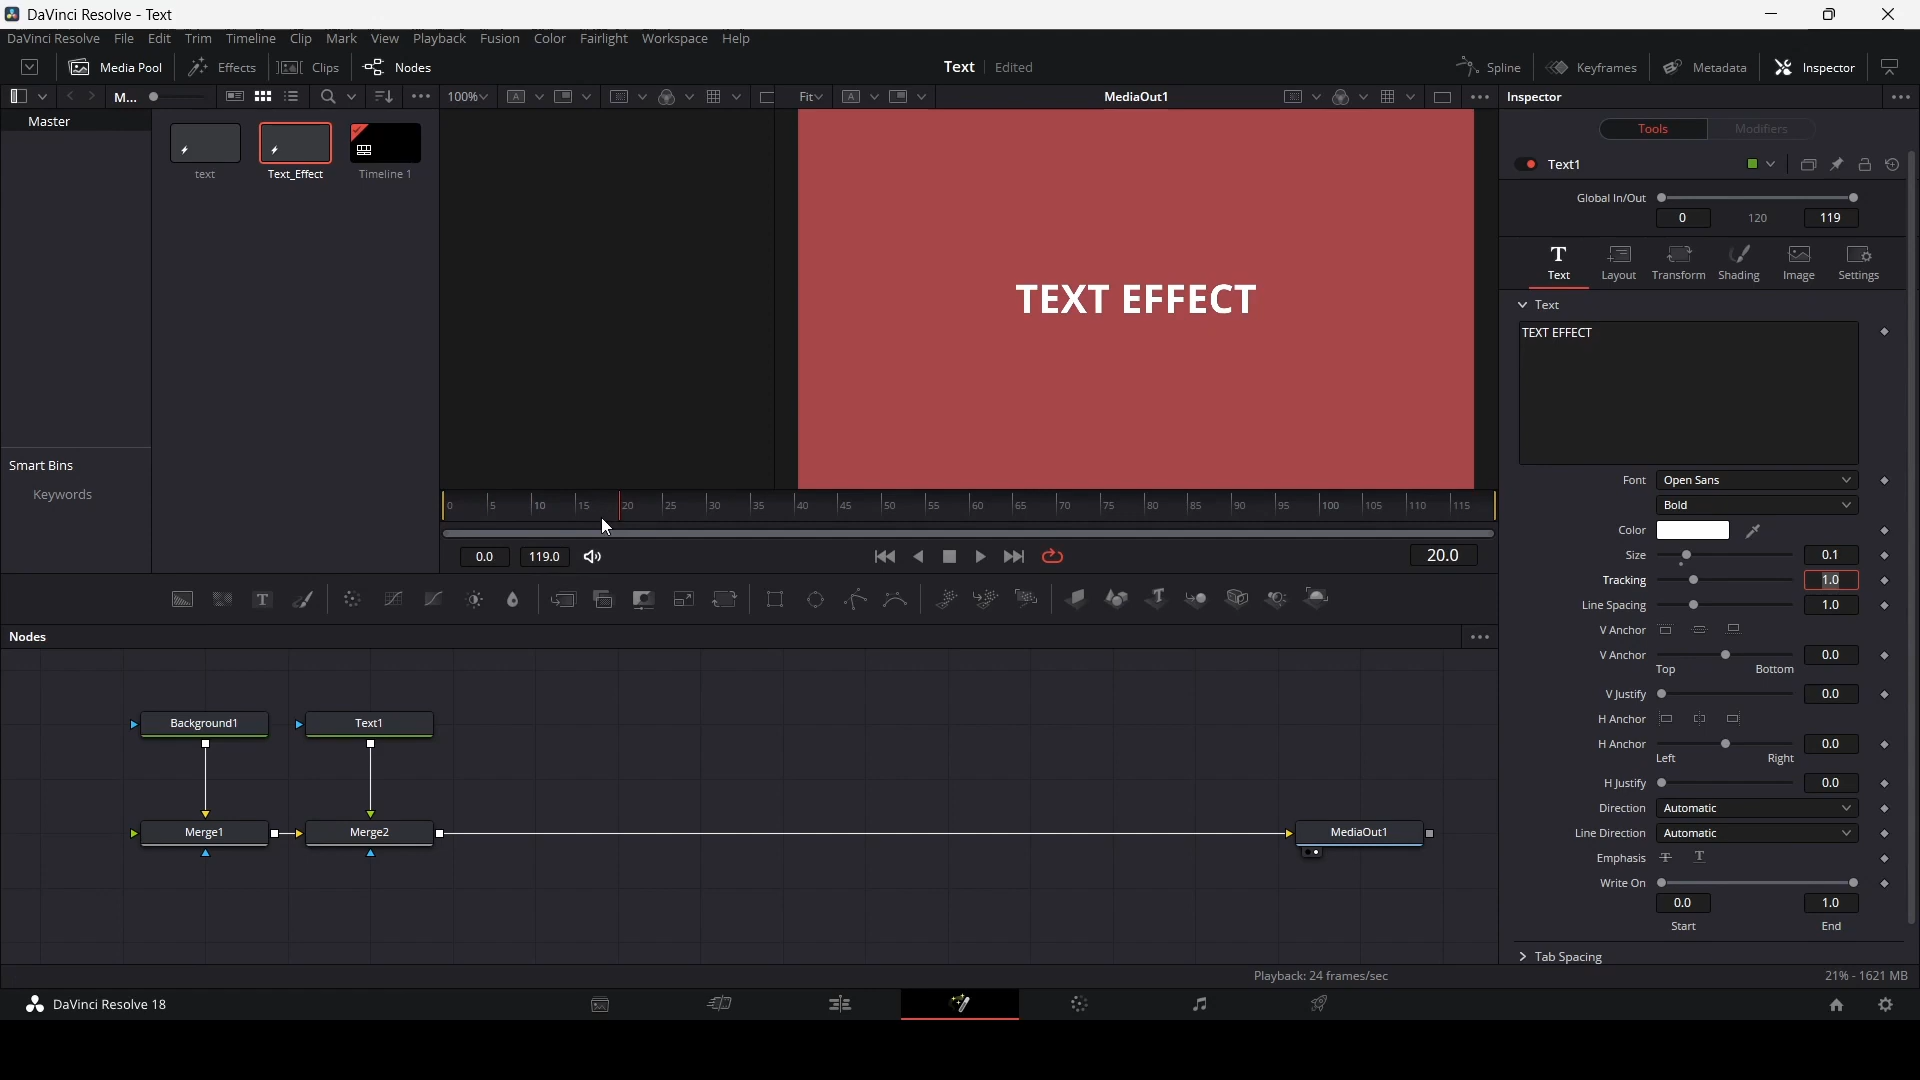 DaVinci Resolve - Text
DaVinci Resolve File Edit Trim Timeline Clip Mark View Playback Fusion Color Fairlight Workspace Help
Media Pool Effects Clips Nodes Text Edited Spline Keyframes Metadata Inspector
M... 100% Fit MediaOut1 Inspector
Master
text
Text_Effect
Timeline 1
Smart Bins
Keywords
TEXT EFFECT
0 5 10 15 20 25 30 35 40 45 50 55 60 65 70 75 80 85 90 95 100 105 110 115
0.0 119.0 20.0
Nodes
Background1
Text1
Merge1
Merge2
MediaOut1
Tools Modifiers
Text1
Global In/Out
0 120 119
Text Layout Transform Shading Image Settings
Text
TEXT EFFECT
Font Open Sans
Bold
Color
Size 0.1
Tracking 1.0
Line Spacing 1.0
V Anchor
V Anchor 0.0
Top Bottom
V Justify 0.0
H Anchor
H Anchor 0.0
Left Right
H Justify 0.0
Direction Automatic
Line Direction Automatic
Emphasis T T
Write On
0.0 1.0
Start End
Tab Spacing
Playback: 24 frames/sec 21% - 1621 MB
DaVinci Resolve 18